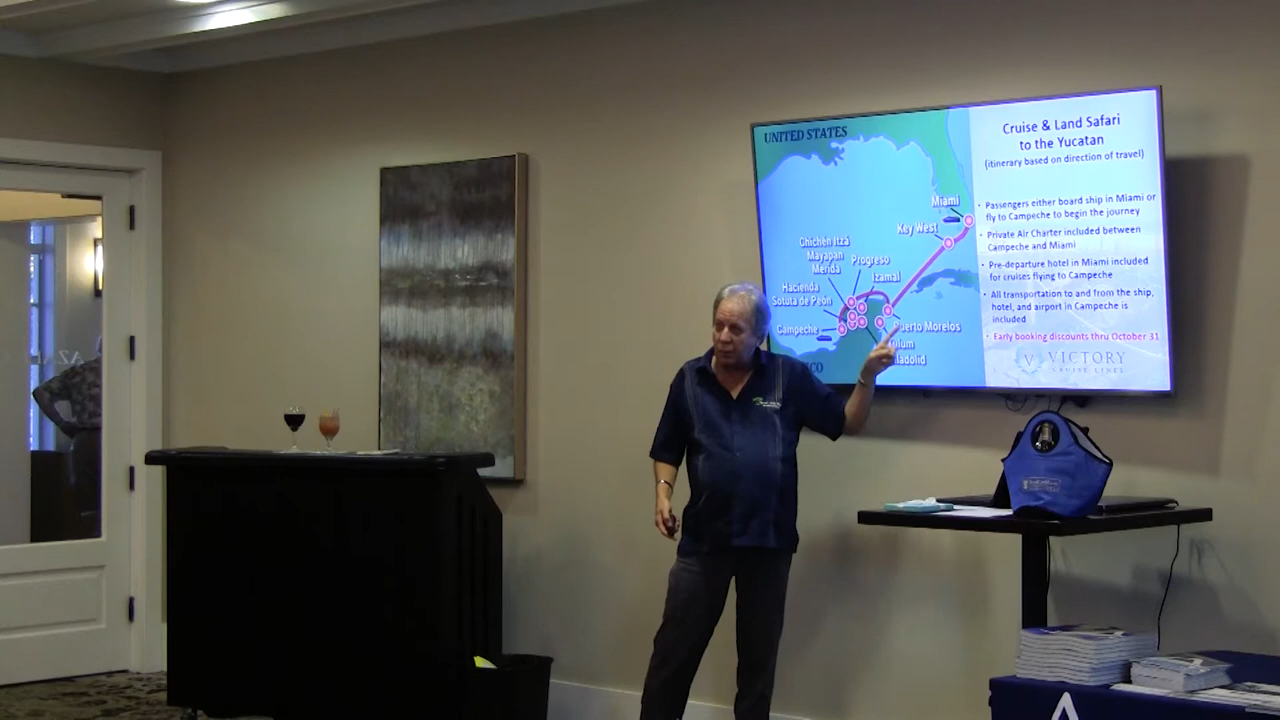 UNITED STATES
Miami
Key West
Chichén Itzá
Mayapan
Merida
Progreso
Izamal
Hacienda
Sotuta de Peón
Campeche
Puerto Morelos
Cruise & Land Safari
to the Yucatan
(itinerary based on direction of travel)
• Passengers either board ship in Miami or
fly to Campeche to begin the journey
• Private Air Charter included between
Campeche and Miami
• Pre-departure hotel in Miami included
for cruises flying to Campeche
• All transportation to and from the ship,
hotel, and airport in Campeche is
included
• Early booking discounts thru October 31
V VICTORY
CRUISE LINES